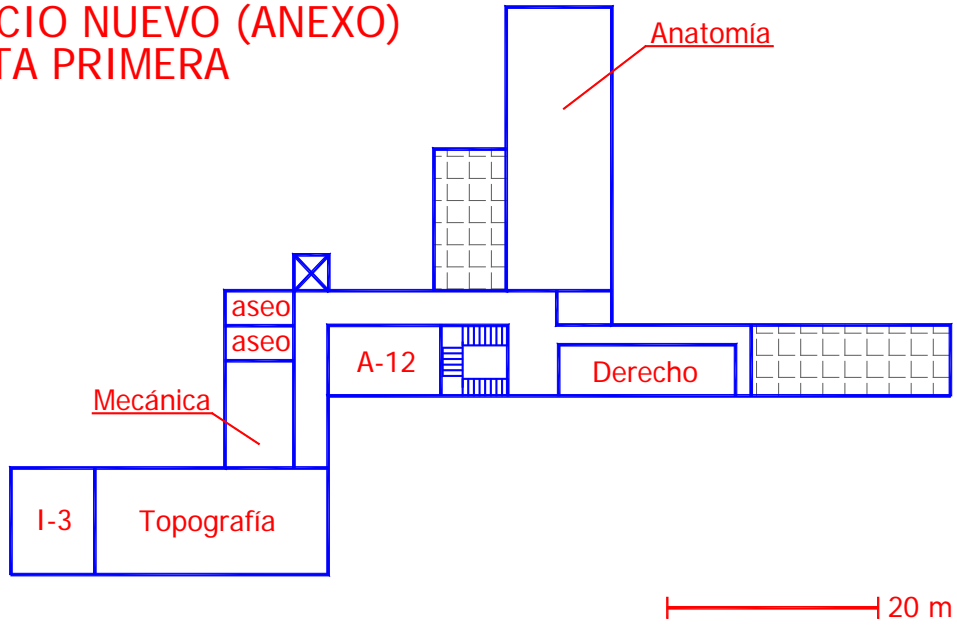 CIO NUEVO (ANEXO)
TA PRIMERA
Anatomía
aseo
aseo
A-12
Derecho
Mecánica
I-3
Topografía
20 m